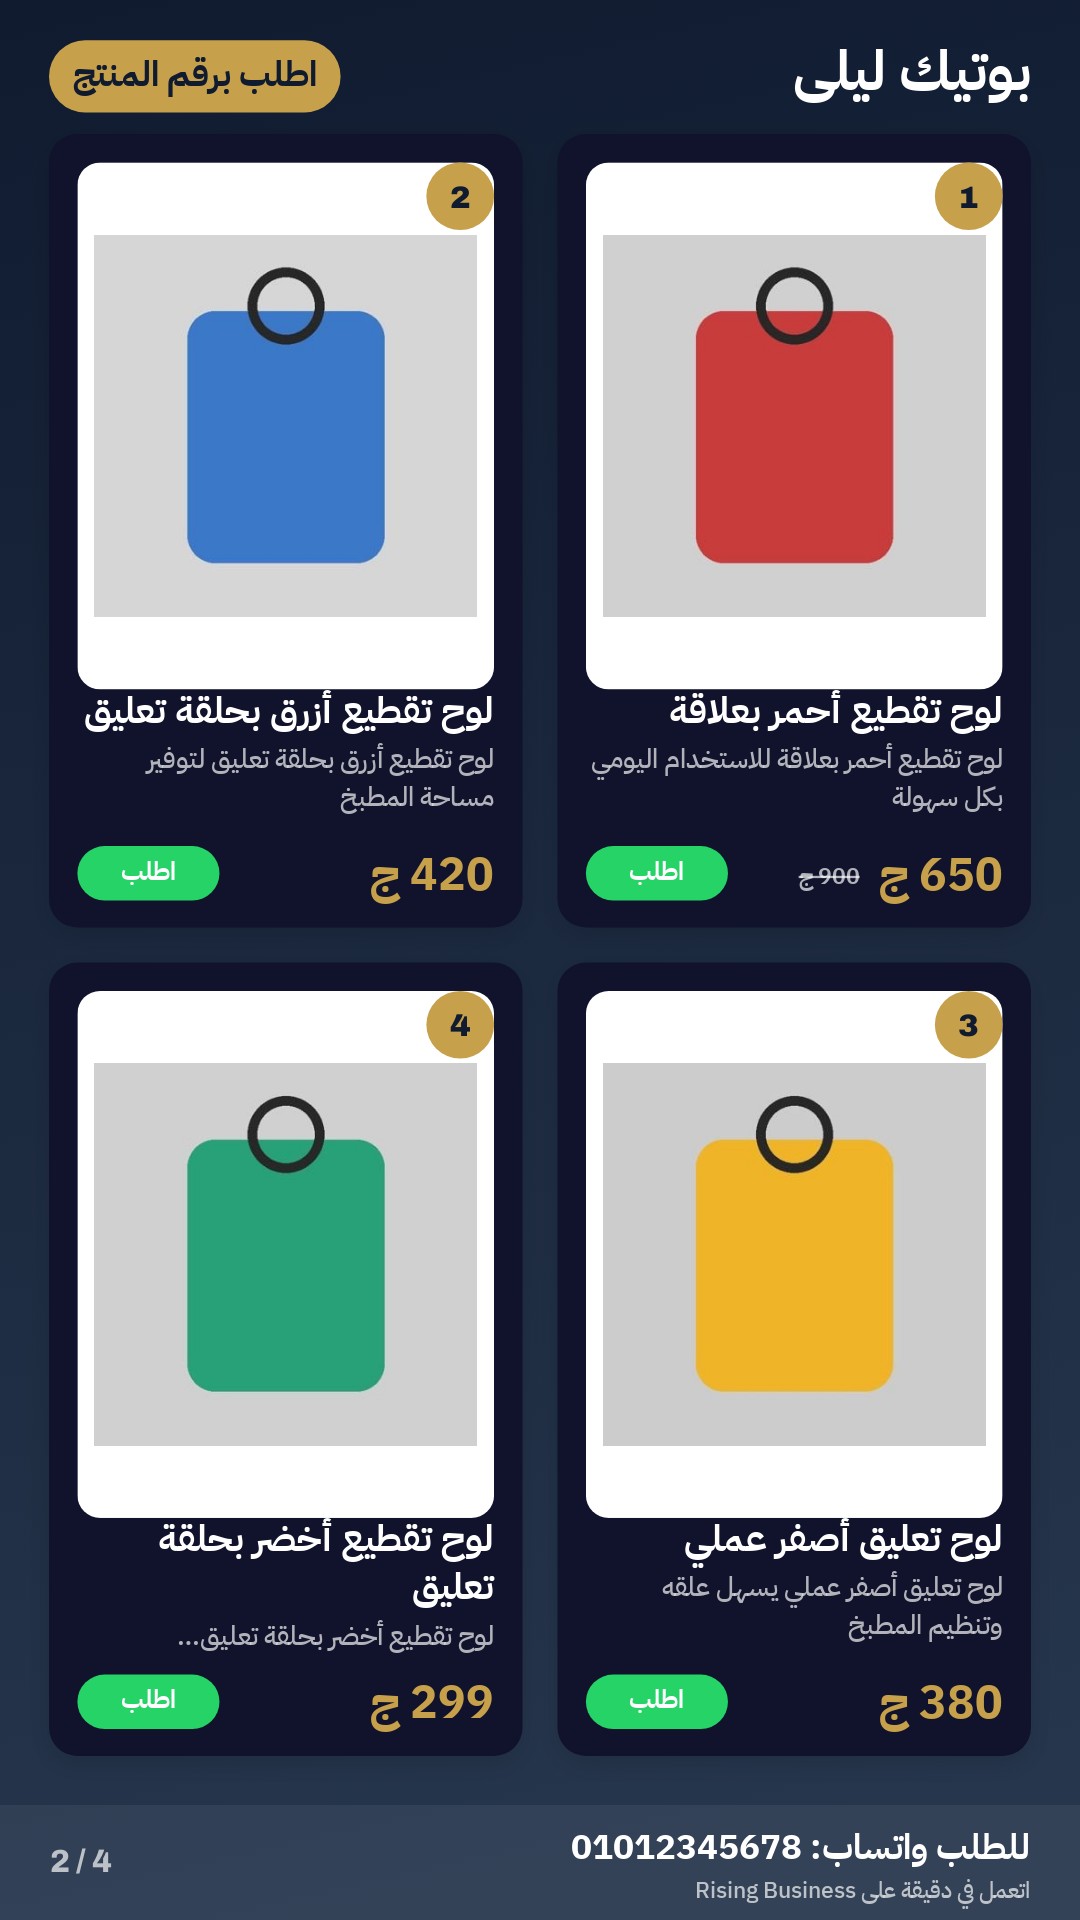 بوتيك ليلى
اطلب برقم المنتج
1
لوح تقطيع أحمر بعلاقة
لوح تقطيع أحمر بعلاقة للاستخدام اليومي
بكل سهولة
650 ج 900 ج
اطلب
2
لوح تقطيع أزرق بحلقة تعليق
لوح تقطيع أزرق بحلقة تعليق لتوفير
مساحة المطبخ
420 ج
اطلب
3
لوح تعليق أصفر عملي
لوح تعليق أصفر عملي يسهل علقه
وتنظيم المطبخ
380 ج
اطلب
4
لوح تقطيع أخضر بحلقة
تعليق
لوح تقطيع أخضر بحلقة تعليق...
299 ج
اطلب
للطلب واتساب: 01012345678
اتعمل في دقيقة على Rising Business
2 / 4